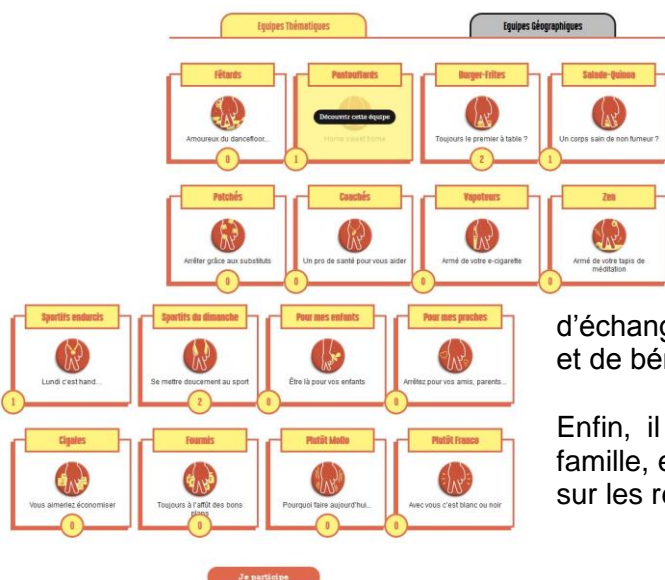 Equipes Thématiques Equipes Géographiques
Fêtards Pantouflards Burger-Frites Salade-Quinoa
Découvrir cette équipe
Amoureux du dancefloor... Home sweet home Toujours le premier à table ? Un corps sain de non fumeur ?
0 1 2 1
Patchés Coachés Vapoteurs Zen
Arrêter grâce aux substituts Un pro de santé pour vous aider Armé de votre e-cigarette Armé de votre tapis de
méditation
0 0 0 0
Sportifs endurcis Sportifs du dimanche Pour mes enfants Pour mes proches
Lundi c'est hand... Se mettre doucement au sport Être là pour vos enfants Arrêtez pour vos amis, parents...
1 2 0 0
Cigales Fourmis Plutôt Mollo Plutôt Franco
Vous aimeriez économiser Toujours à l'affût des bons Pourquoi faire aujourd'hui... Avec vous c'est blanc ou noir
plans
0 0 0 0
Je participe
d'échang
et de bé
Enfin, il
famille, e
sur les re